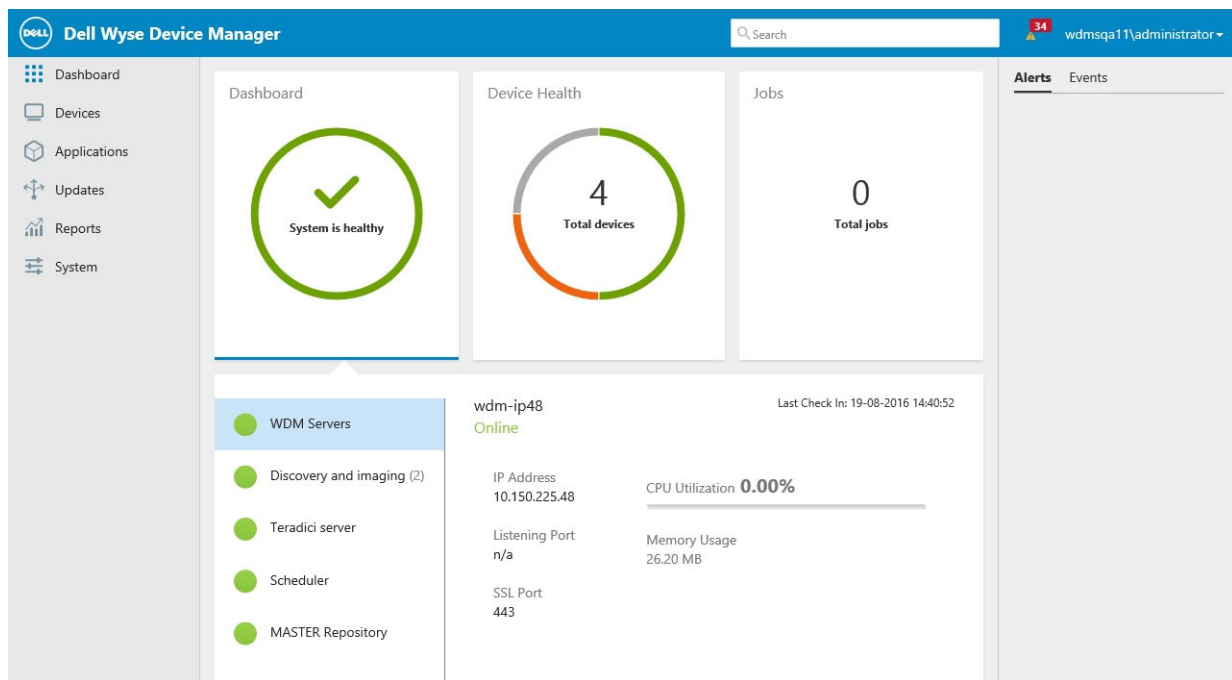 DELL
Dell Wyse Device Manager
Search
34
wdmsqa11\administrator
Dashboard
Devices
Applications
Updates
Reports
System
Dashboard
System is healthy
Device Health
4
Total devices
Jobs
0
Total jobs
Alerts Events
WDM Servers
Discovery and imaging (2)
Teradici server
Scheduler
MASTER Repository
wdm-ip48
Online
Last Check In: 19-08-2016 14:40:52
IP Address
10.150.225.48
Listening Port
n/a
SSL Port
443
CPU Utilization 0.00%
Memory Usage
26.20 MB